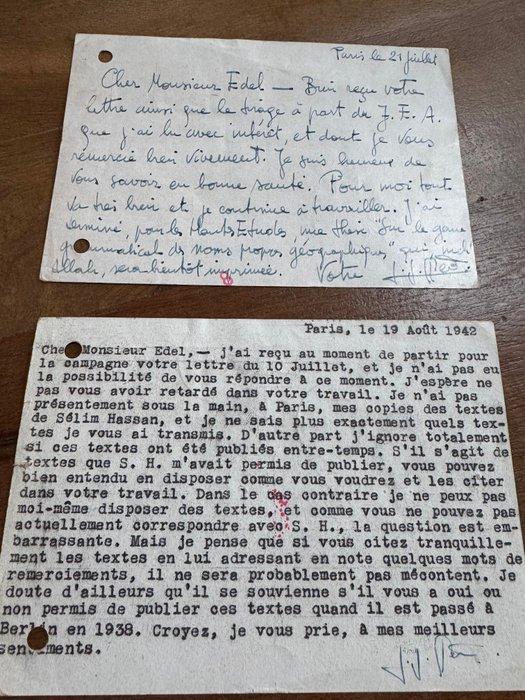 Paris le 21 juillet
Cher Monsieur Edel — Bien reçu votre
lettre ainsi que le tirage à part du J. E. A.
que j'ai lu avec intérêt, et dont je vous
remercie bien vivement. Je suis heureux de
vous savoir en bonne santé. Pour moi tout
va très bien et je continue à travailler. J'ai
terminé, pour les Hautes Etudes une thèse "Sur le genre
grammatical des noms propres géographiques", qui,
Allah, sera bientôt imprimée. Votre J. J.
Paris, le 19 Août 1942
Che Monsieur Edel,— j'ai reçu au moment de partir pour
la campagne votre lettre du 10 Juillet, et je n'ai pas eu
la possibilité de vous répondre à ce moment. J'espère ne
pas vous avoir retardé dans votre travail. Je n'ai pas
présentement sous la main, à Paris, mes copies des textes
de Sélim Hassan, et je ne sais plus exactement quels tex-
tes je vous ai transmis. D'autre part j'ignore totalement
si ces textes ont été publiés entre-temps. S'il s'agit de
textes que S. H. m'avait permis de publier, vous pouvez
bien entendu en disposer comme vous voudrez et les citer
dans votre travail. Dans le cas contraire je ne peux pas
moi-même disposer des textes, et comme vous ne pouvez pas
actuellement correspondre avec S. H., la question est em-
barrassante. Mais je pense que si vous citez tranquille-
ment les textes en lui adressant en note quelques mots de
remerciements, il ne sera probablement pas mécontent. Je
doute d'ailleurs qu'il se souvienne s'il vous a oui ou
non permis de publier ces textes quand il est passé à
Berlin en 1938. Croyez, je vous prie, à mes meilleurs
sentiments. J. J.